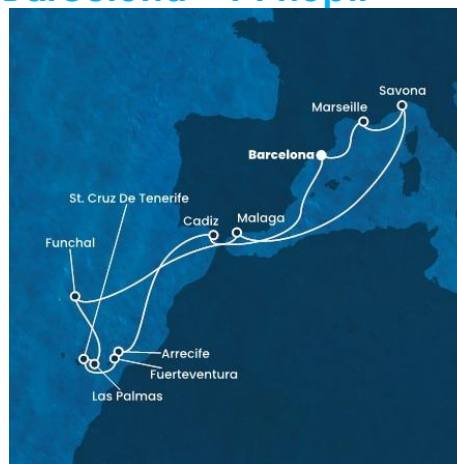 Savona
Marseille
Barcelona
St. Cruz De Tenerife
Cadiz
Malaga
Funchal
Arrecife
Fuerteventura
Las Palmas